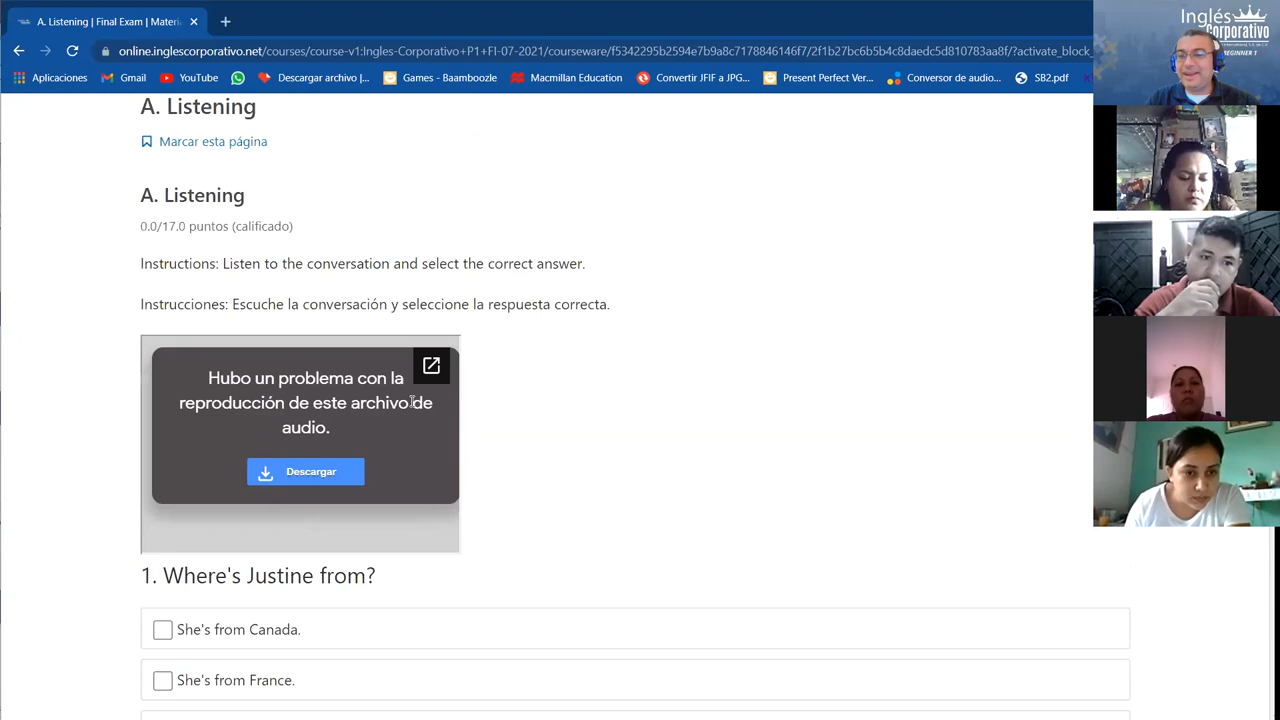 A. Listening | Final Exam | Materi
online.inglescorporativo.net/courses/course-v1:Ingles-Corporativo+P1+FI-07-2021/courseware/f5342295b2594e7b9a8c7178846146f7/2f1b27bc6b5b4c8daedc5d810783aa8f/?activate_block_
Aplicaciones Gmail YouTube Descargar archivo |... Games - Baamboozle Macmillan Education Convertir JFIF a JPG... Present Perfect Ver... Conversor de audio... SB2.pdf
Inglés
Corporativo
BEGINNER 1
A. Listening
Marcar esta página
A. Listening
0.0/17.0 puntos (calificado)
Instructions: Listen to the conversation and select the correct answer.
Instrucciones: Escuche la conversación y seleccione la respuesta correcta.
Hubo un problema con la
reproducción de este archivo de
audio.
Descargar
1. Where's Justine from?
She's from Canada.
She's from France.